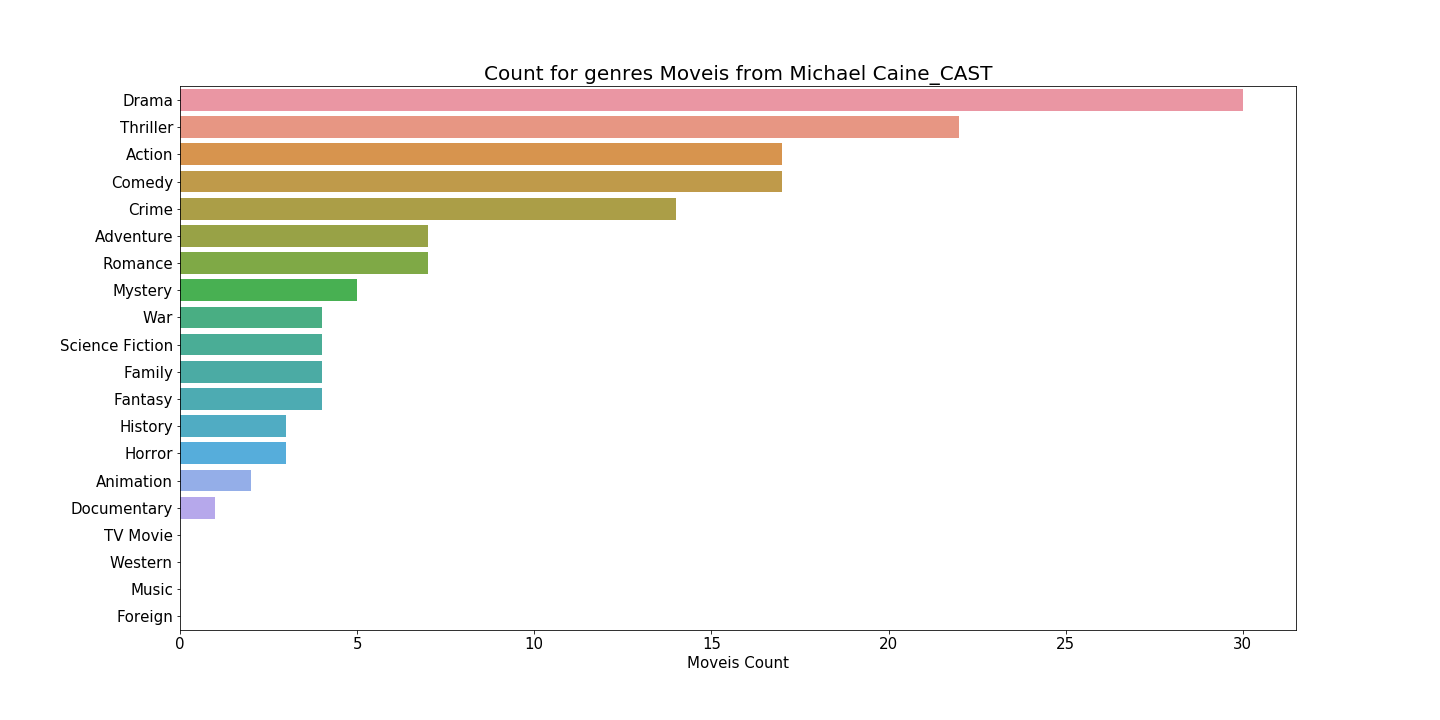 Count for genres Moveis from Michael Caine_CAST
Drama
Thriller
Action
Comedy
Crime
Adventure
Romance
Mystery
War
Science Fiction
Family
Fantasy
History
Horror
Animation
Documentary
TV Movie
Western
Music
Foreign
0 5 10 15 20 25 30
Moveis Count